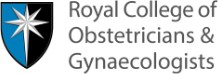 Royal College of
Obstetricians &
Gynaecologists